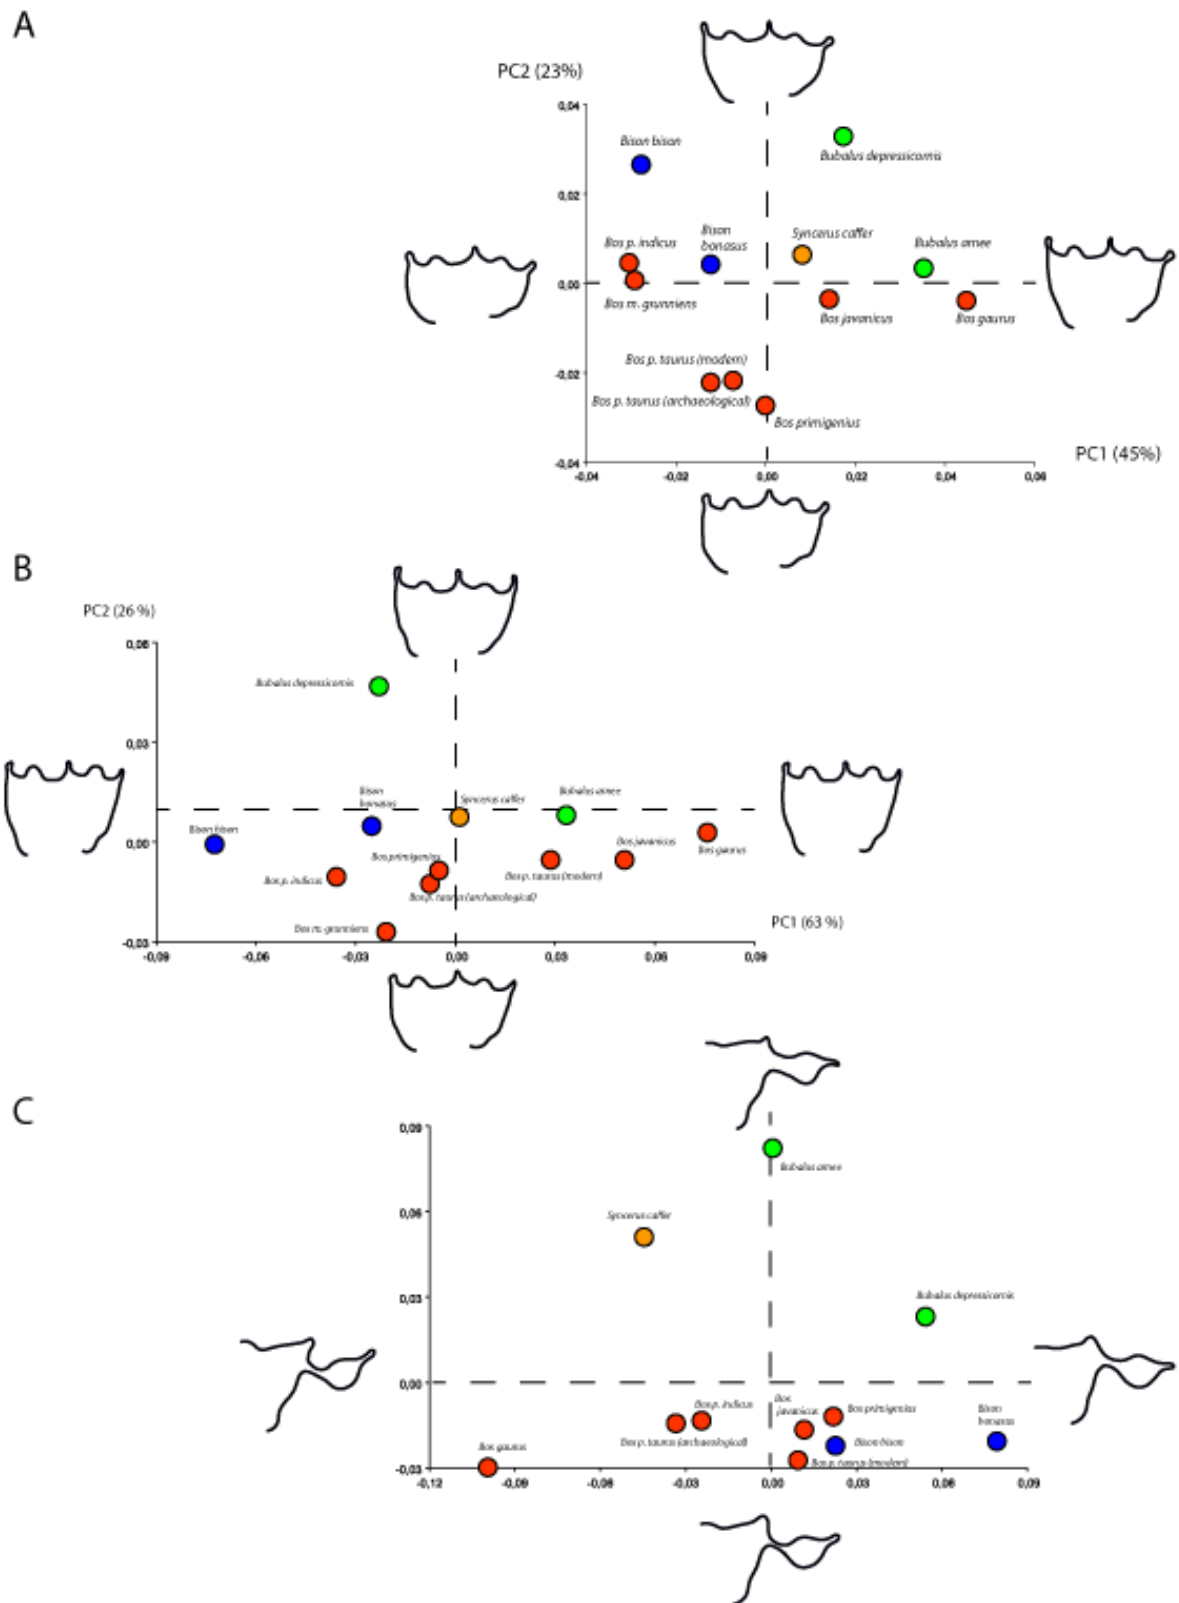 A
PC2 (23%)
0,04
Bison bison
Bubalus depressicornis
0,02
Bos p. indicus
Bison
bonasus
Syncerus caffer
Bubalus arnee
0,00
Bos m. grunniens
Bos javanicus
Bos gaurus
Bos p. taurus (modern)
-0,02
Bos p. taurus (archaeological)
Bos primigenius
PC1 (45%)
-0,04
-0,04 -0,02 0,00 0,02 0,04 0,06
B
PC2 (26 %)
0,06
Bubalus depressicornis
0,03
Bison
bonasus
Syncerus caffer
Bubalus arnee
Bison bison
0,00
Bos primigenius
Bos javanicus
Bos gaurus
Bos p. indicus
Bos p. taurus (modern)
Bos p. taurus (archaeological)
Bos m. grunniens
PC1 (63 %)
-0,03
-0,09 -0,06 -0,03 0,00 0,03 0,06 0,09
C
0,09
Bubalus arnee
0,06
Syncerus caffer
0,03
Bubalus depressicornis
0,00
Bos p. indicus
Bos
javanicus
Bos primigenius
Bison
bonasus
Bos p. taurus (archaeological)
Bison bison
Bos gaurus
Bos p. taurus (modern)
-0,03
-0,12 -0,09 -0,06 -0,03 0,00 0,03 0,06 0,09